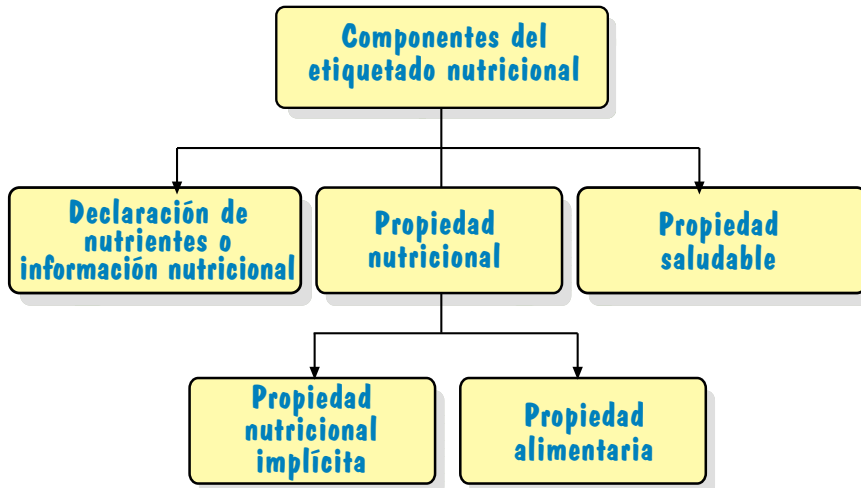 Componentes del
etiquetado nutricional
Declaración de
nutrientes o
información nutricional
Propiedad
nutricional
Propiedad
saludable
Propiedad
nutricional
implícita
Propiedad
alimentaria